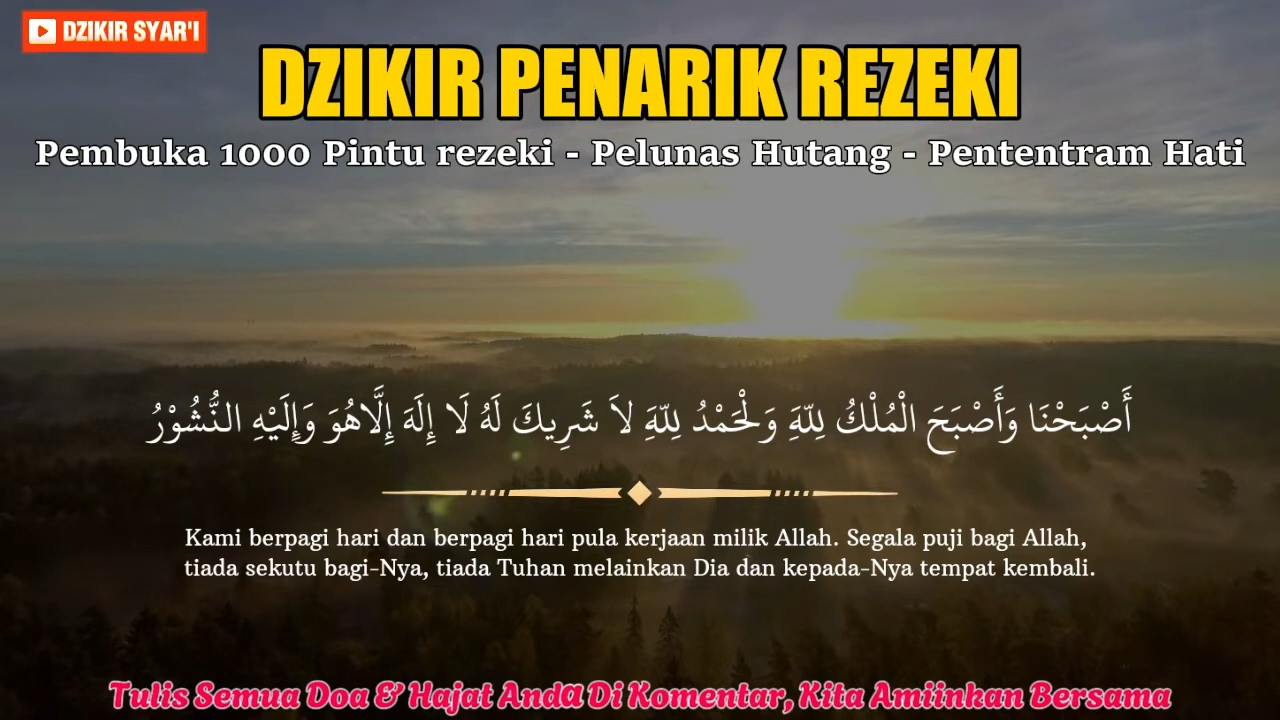 DZIKIR SYAR'I
DZIKIR PENARIK REZEKI
Pembuka 1000 Pintu rezeki - Pelunas Hutang - Pententram Hati
أَصْبَحْنَا وَأَصْبَحَ الْمُلْكُ لِلّهَِ وَلْحَمْدُ لِلّهَِ لاَ شَرِيكَ لَهُ لَا إِلَهَ إِلَّاهُوَ وَإِلَيْهِ النُّشُوْرُ
Kami berpagi hari dan berpagi hari pula kerjaan milik Allah. Segala puji bagi Allah,
tiada sekutu bagi-Nya, tiada Tuhan melainkan Dia dan kepada-Nya tempat kembali.
Tulis Semua Doa & Hajat Anda Di Komentar, Kita Amiinkan Bersama